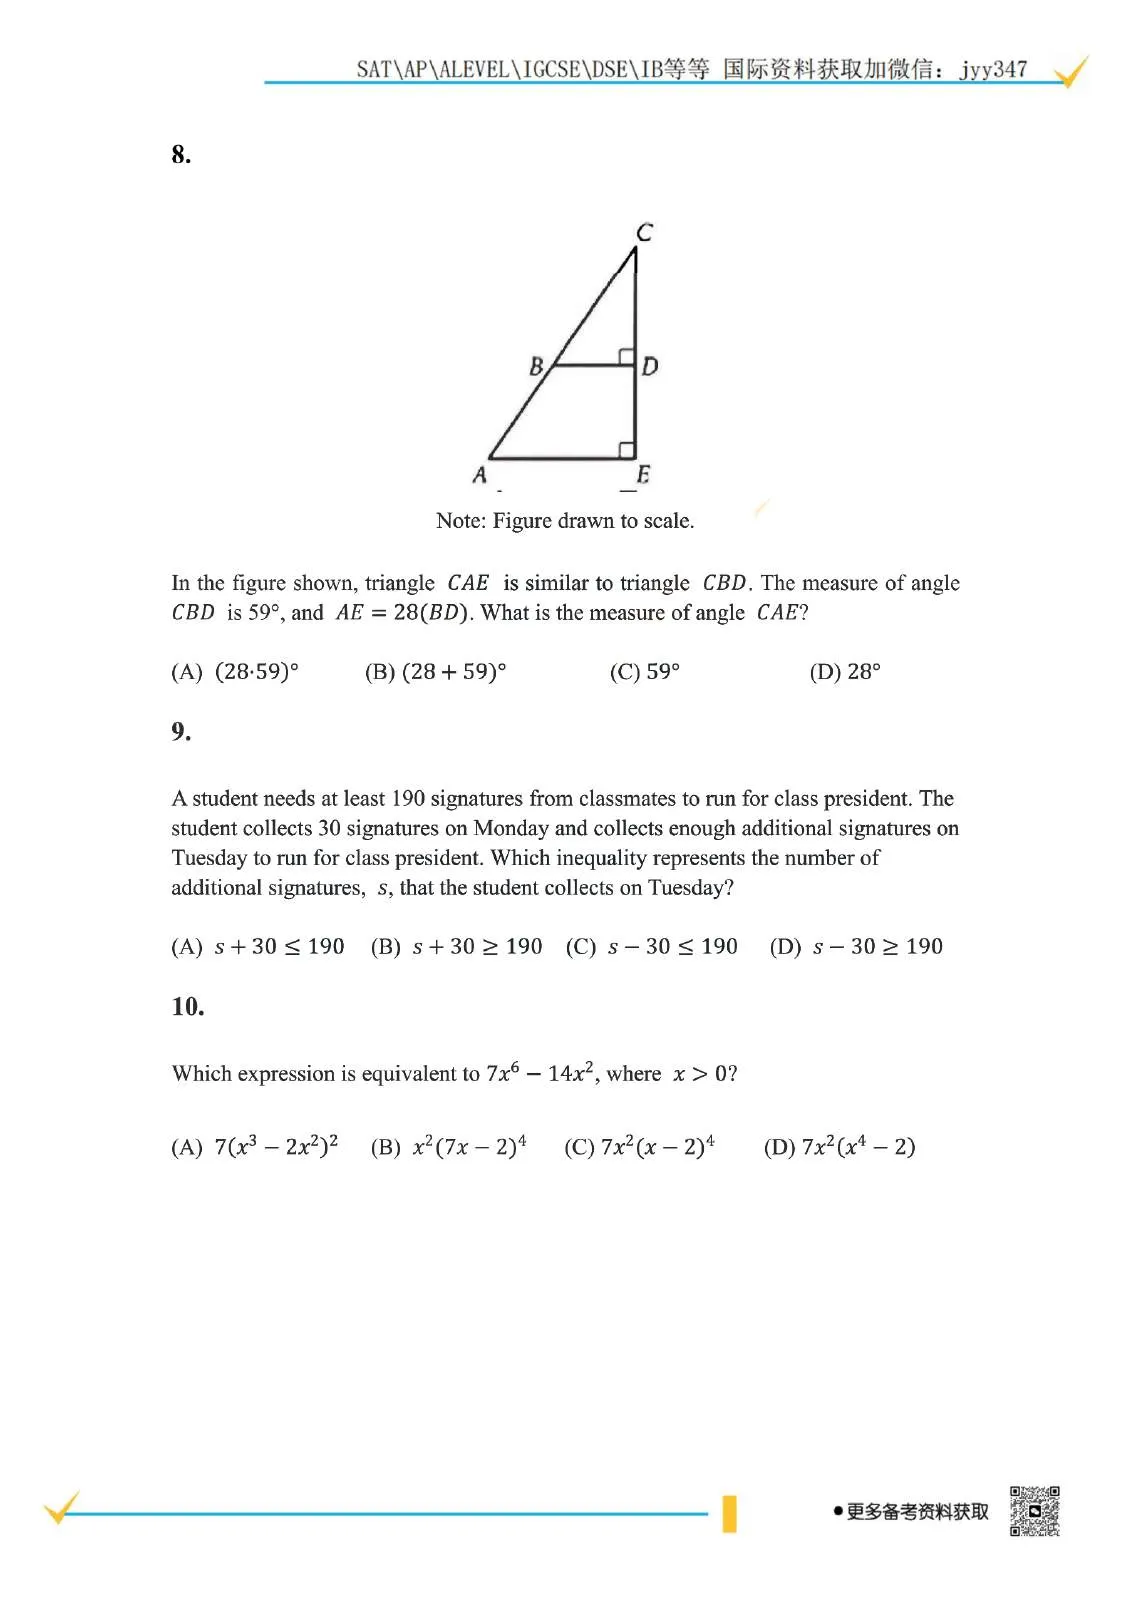 SAT\AP\ALEVEL\IGCSE\DSE\IB等等 国际资料获取加微信：jyy347
8.
C
B
D
A
E
Note: Figure drawn to scale.
In the figure shown, triangle CAE is similar to triangle CBD. The measure of angle
CBD is 59°, and AE = 28(BD). What is the measure of angle CAE?
(A) (28·59)° (B) (28 + 59)° (C) 59° (D) 28°
9.
A student needs at least 190 signatures from classmates to run for class president. The
student collects 30 signatures on Monday and collects enough additional signatures on
Tuesday to run for class president. Which inequality represents the number of
additional signatures, s, that the student collects on Tuesday?
(A) s + 30 ≤ 190 (B) s + 30 ≥ 190 (C) s − 30 ≤ 190 (D) s − 30 ≥ 190
10.
Which expression is equivalent to 7x⁶ − 14x², where x > 0?
(A) 7(x³ − 2x²)² (B) x²(7x − 2)⁴ (C) 7x²(x − 2)⁴ (D) 7x²(x⁴ − 2)
●更多备考资料获取